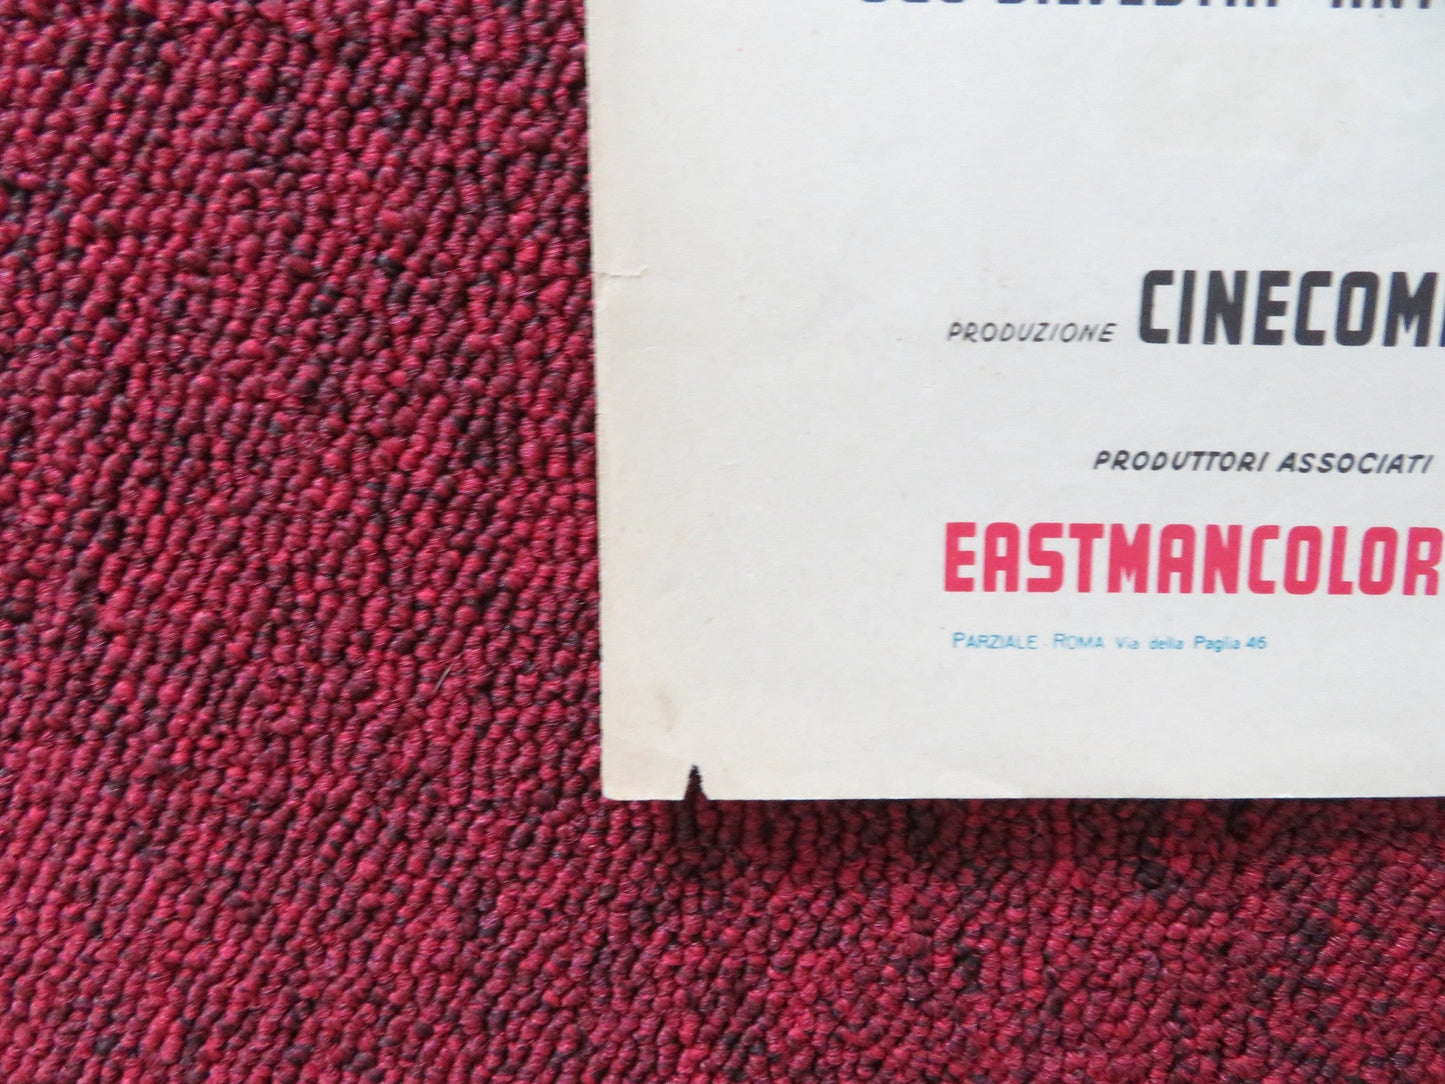 PRODUZIONE CINECOM
PRODUTTORI ASSOCIATI
EASTMANCOLOR
PARZIALE - ROMA Via della Paglia 46